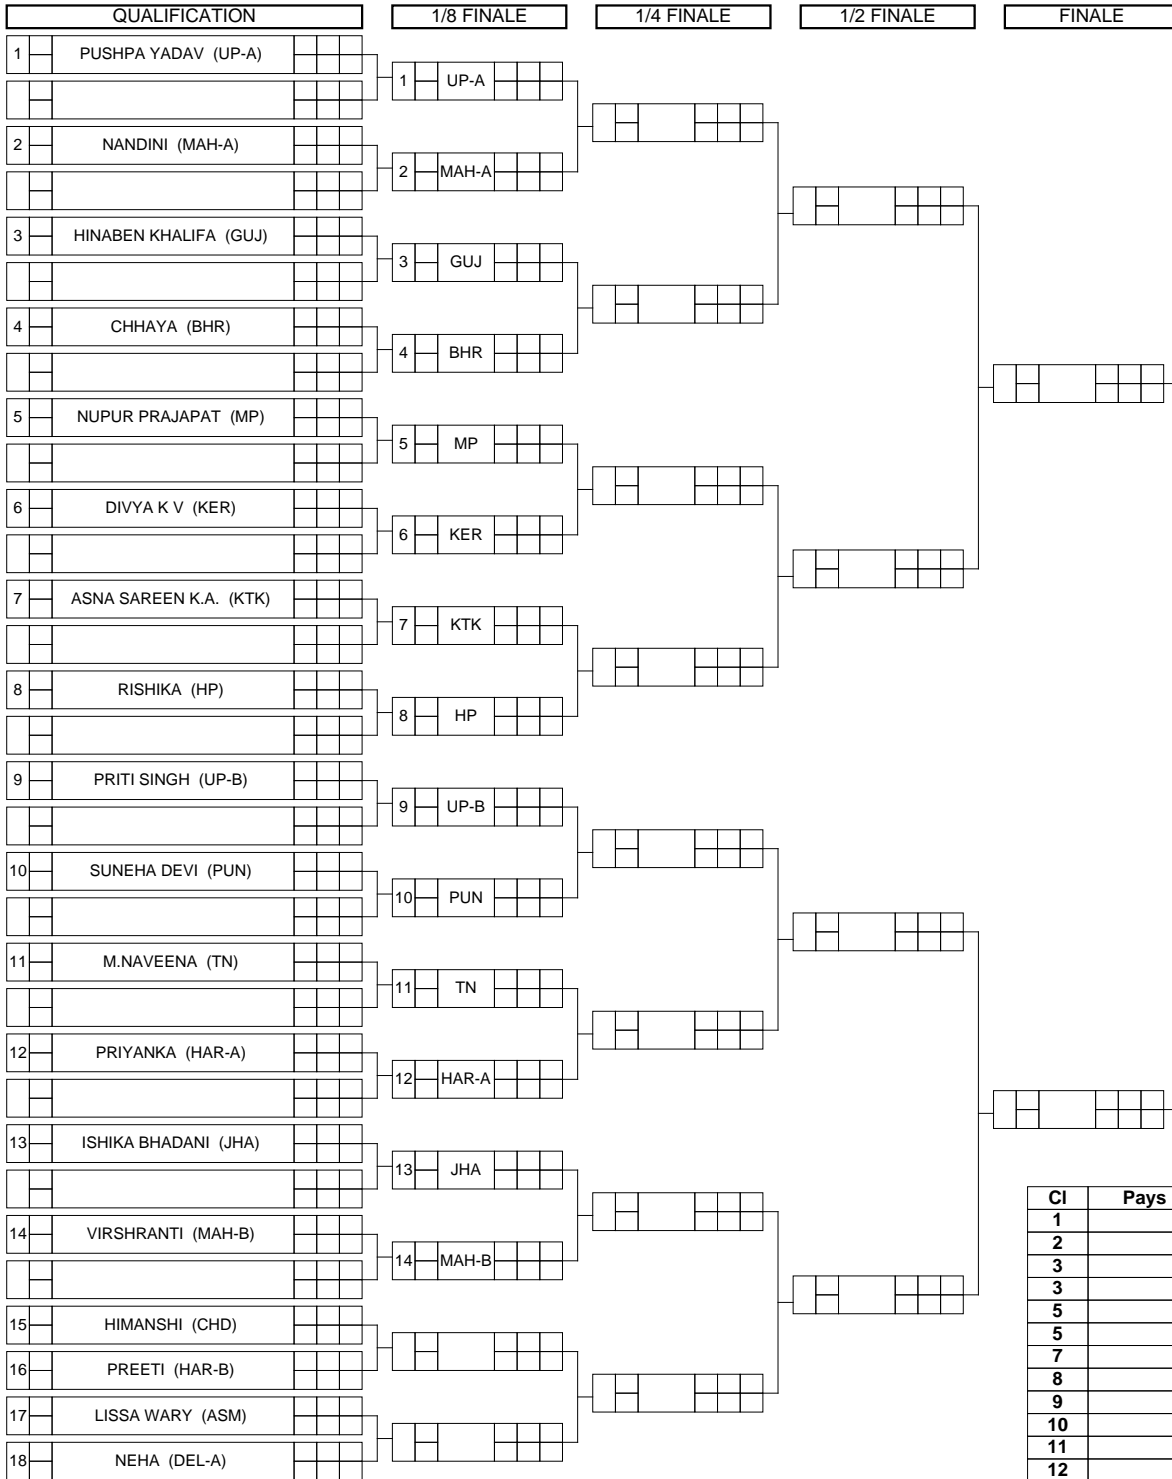 QUALIFICATION 1/8 FINALE 1/4 FINALE 1/2 FINALE FINALE
1 PUSHPA YADAV (UP-A)
1 UP-A
2 NANDINI (MAH-A)
2 MAH-A
3 HINABEN KHALIFA (GUJ)
3 GUJ
4 CHHAYA (BHR)
4 BHR
5 NUPUR PRAJAPAT (MP)
5 MP
6 DIVYA K V (KER)
6 KER
7 ASNA SAREEN K.A. (KTK)
7 KTK
8 RISHIKA (HP)
8 HP
9 PRITI SINGH (UP-B)
9 UP-B
10 SUNEHA DEVI (PUN)
10 PUN
11 M.NAVEENA (TN)
11 TN
12 PRIYANKA (HAR-A)
12 HAR-A
13 ISHIKA BHADANI (JHA)
13 JHA
14 VIRSHRANTI (MAH-B)
14 MAH-B
15 HIMANSHI (CHD)
16 PREETI (HAR-B)
17 LISSA WARY (ASM)
18 NEHA (DEL-A)
Cl Pays
1
2
3
3
5
5
7
8
9
10
11
12